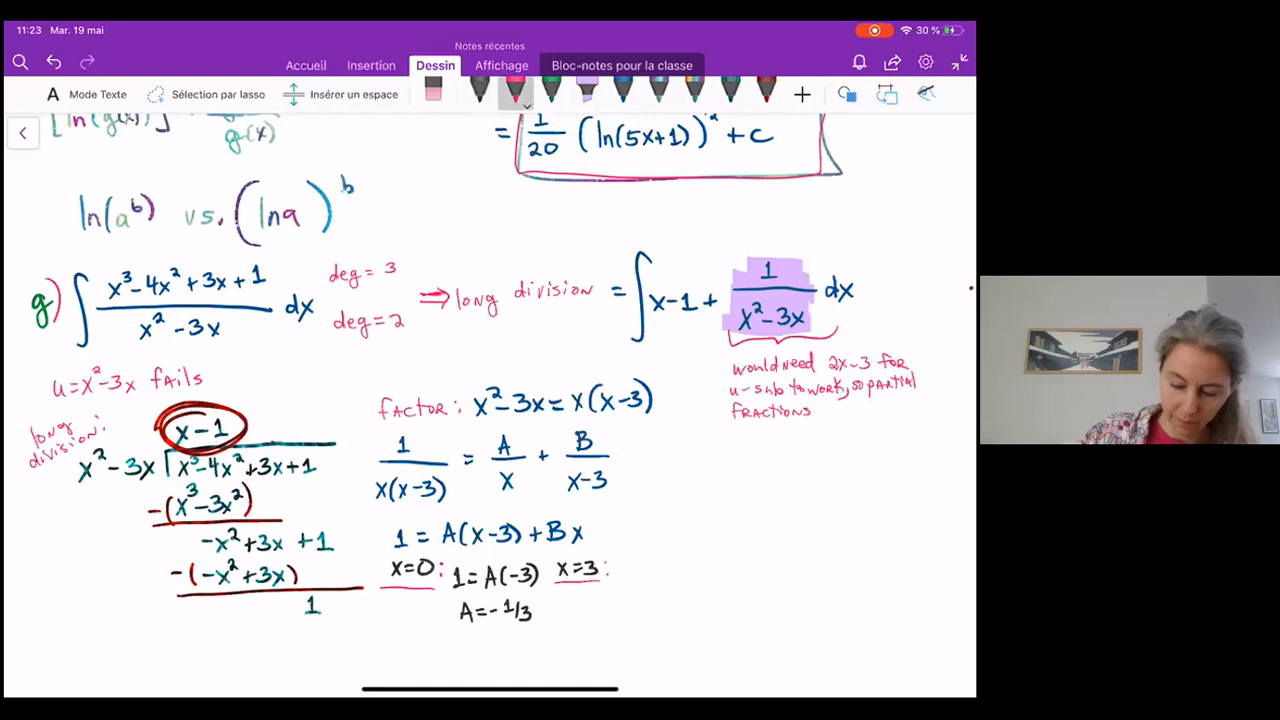 11:23 Mar. 19 mai
30 %
Notes récentes
Accueil Insertion Dessin Affichage Bloc-notes pour la classe
A Mode Texte Sélection par lasso Insérer un espace
[ln(g(x))]
g(x)
= 1/20 (ln(5x+1))² + c
ln(a^b) vs. (ln a)^b
g) ∫ (x³-4x²+3x+1)/(x²-3x) dx
deg = 3
deg = 2
⇒ long division = ∫ x-1 + 1/(x²-3x) dx
would need 2x-3 for
u-sub to work, so partial
fractions
u=x²-3x fails
long
division:
x-1
x²-3x x³-4x²+3x+1
-(x³-3x²)
-x²+3x+1
-(-x²+3x)
1
factor: x²-3x=x(x-3)
1/(x(x-3)) = A/x + B/(x-3)
1 = A(x-3)+Bx
x=0: 1=A(-3) x=3:
A=-1/3